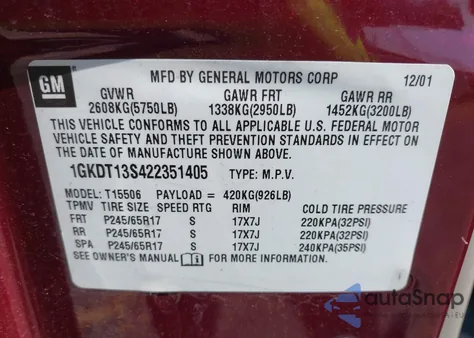 MFD BY GENERAL MOTORS CORP 12/01
GM
GVWR GAWR FRT GAWR RR
2608KG(5750LB) 1338KG(2950LB) 1452KG(3200LB)
THIS VEHICLE CONFORMS TO ALL APPLICABLE U.S. FEDERAL MOTOR
VEHICLE SAFETY AND THEFT PREVENTION STANDARDS IN EFFECT ON
THE DATE OF MANUFACTURE SHOWN ABOVE.
1GKDT13S422351405 TYPE: M.P.V.
MODEL: T15506 PAYLOAD = 420KG(926LB)
TPMV TIRE SIZE SPEED RTG RIM COLD TIRE PRESSURE
FRT P245/65R17 S 17X7J 220KPA(32PSI)
RR P245/65R17 S 17X7J 220KPA(32PSI)
SPA P245/65R17 S 17X7J 240KPA(35PSI)
SEE OWNER'S MANUAL FOR MORE INFORMATION.
autoSnap